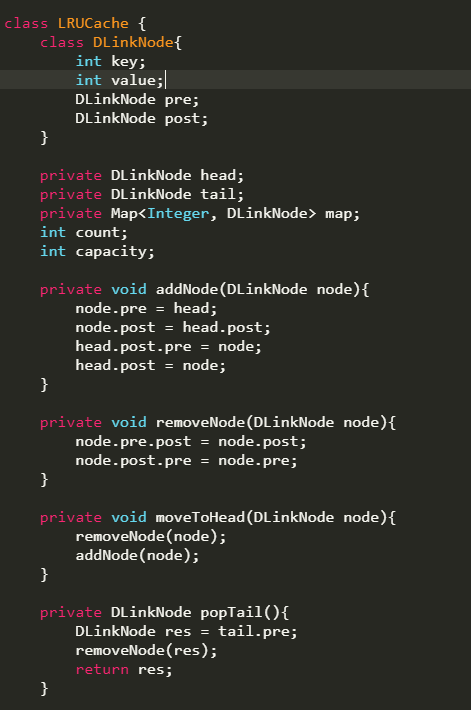 class LRUCache {
    class DLinkNode{
        int key;
        int value;
        DLinkNode pre;
        DLinkNode post;
    }

    private DLinkNode head;
    private DLinkNode tail;
    private Map<Integer, DLinkNode> map;
    int count;
    int capacity;

    private void addNode(DLinkNode node){
        node.pre = head;
        node.post = head.post;
        head.post.pre = node;
        head.post = node;
    }

    private void removeNode(DLinkNode node){
        node.pre.post = node.post;
        node.post.pre = node.pre;
    }

    private void moveToHead(DLinkNode node){
        removeNode(node);
        addNode(node);
    }

    private DLinkNode popTail(){
        DLinkNode res = tail.pre;
        removeNode(res);
        return res;
    }